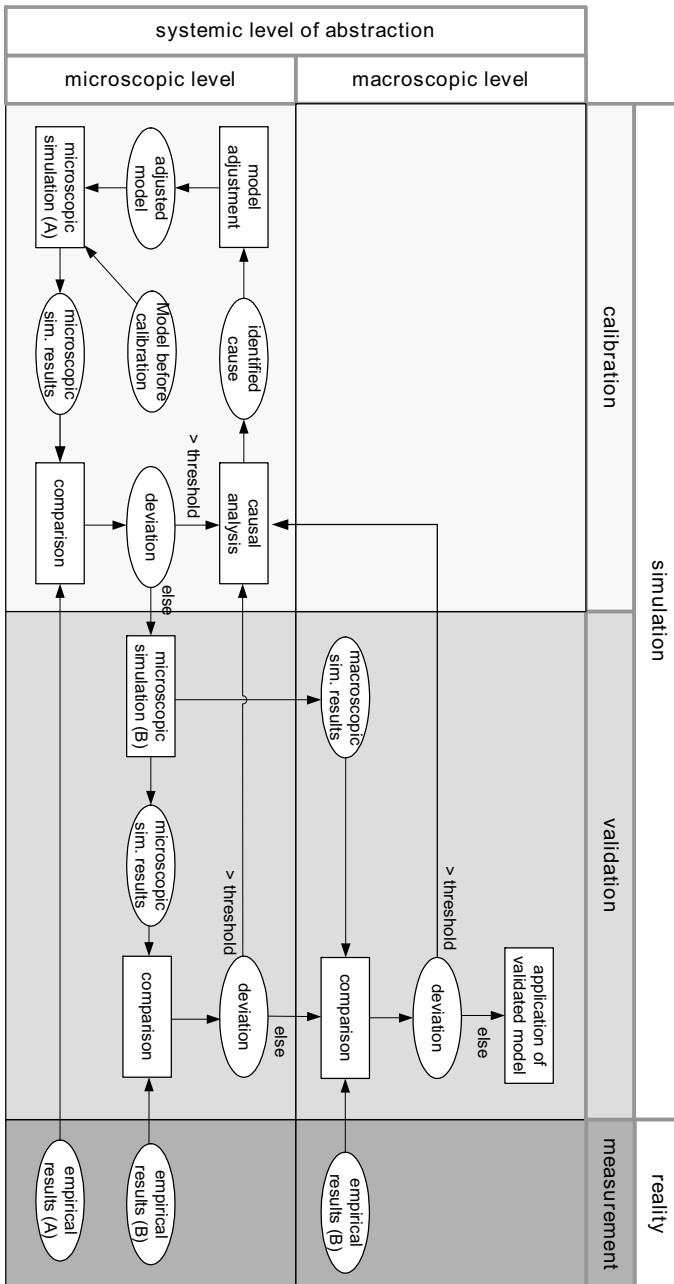 systemic level of abstraction
microscopic level
macroscopic level
simulation
reality
calibration
validation
measurement
microscopic
simulation (A)
adjusted
model
model
adjustment
microscopic
sim. results
Model before
calibration
identified
cause
comparison
deviation
> threshold
causal
analysis
else
microscopic
simulation (B)
macroscopic
sim. results
microscopic
sim. results
comparison
deviation
> threshold
else
comparison
deviation
> threshold
else
application of
validated model
empirical
results (A)
empirical
results (B)
empirical
results (B)